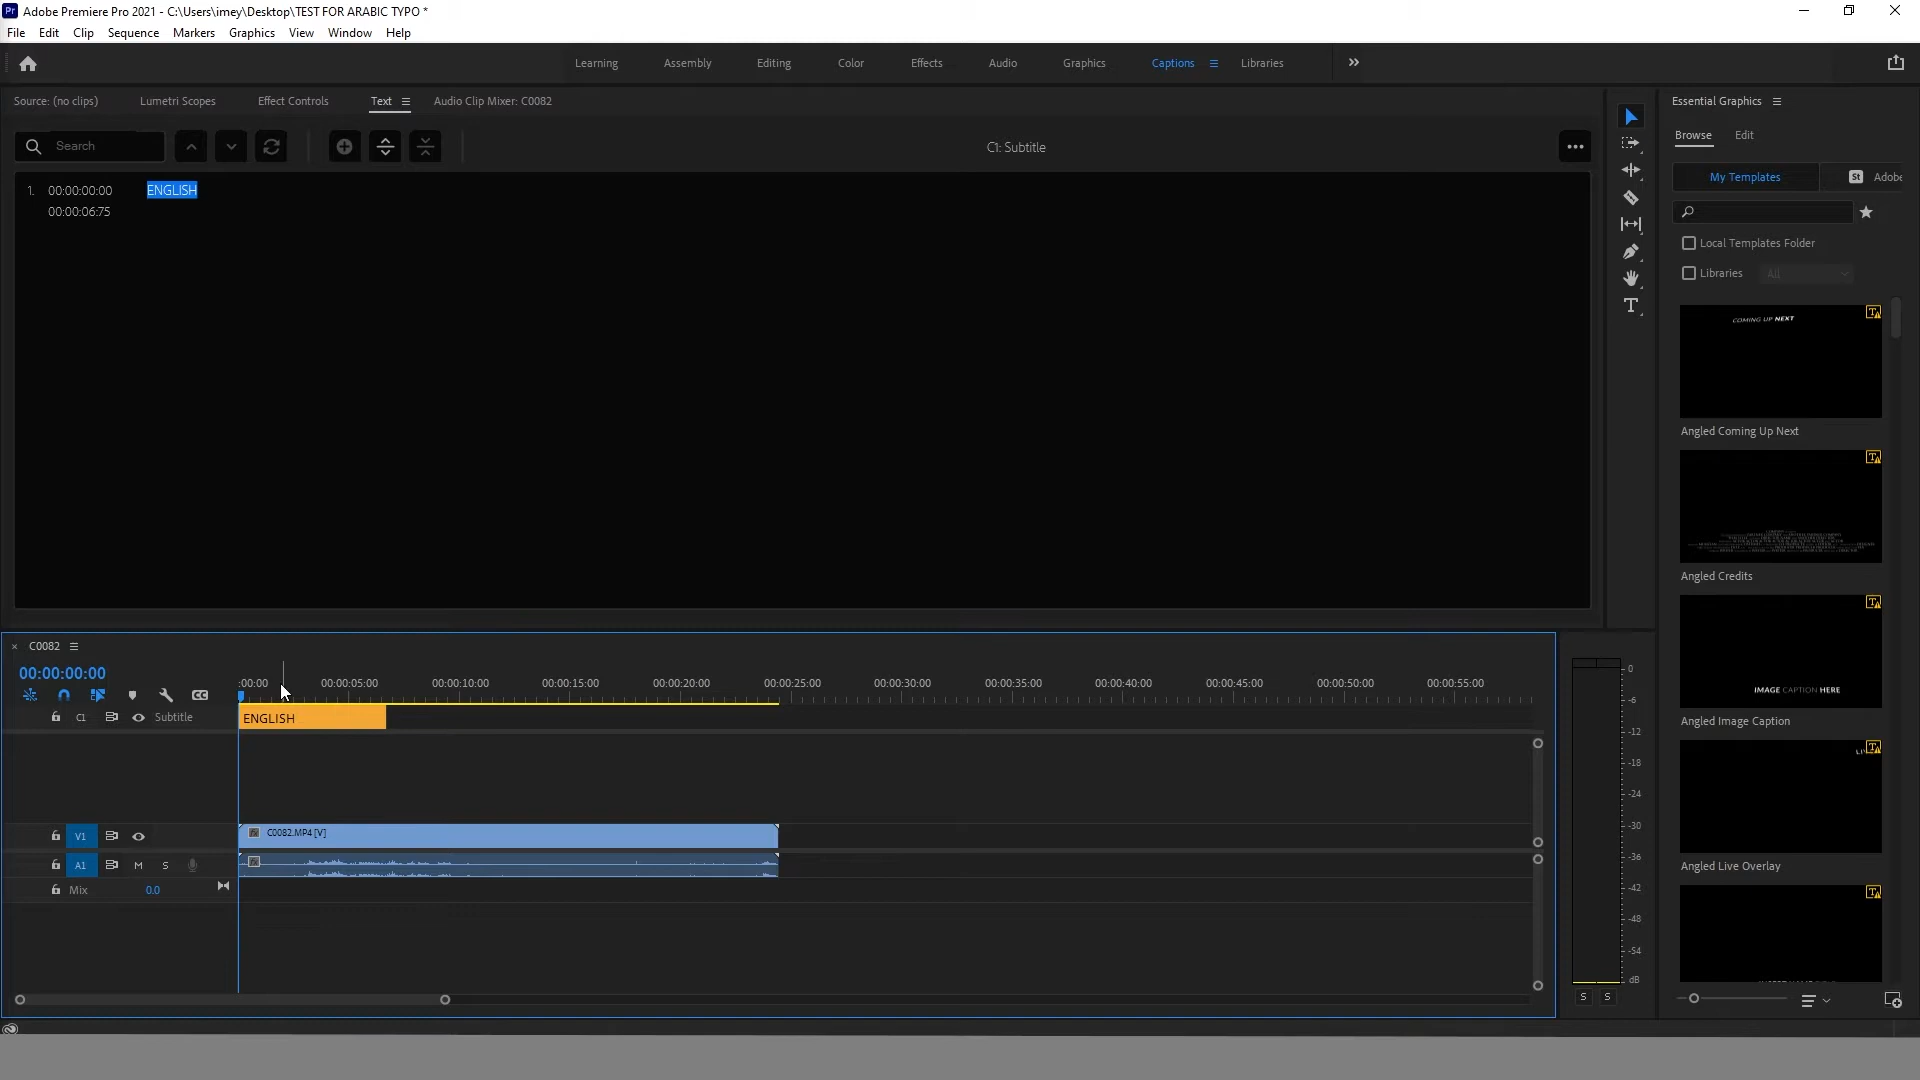 Adobe Premiere Pro 2021 - C:\Users\imey\Desktop\TEST FOR ARABIC TYPO *
File Edit Clip Sequence Markers Graphics View Window Help
Learning Assembly Editing Color Effects Audio Graphics Captions Libraries
Source: (no clips) Lumetri Scopes Effect Controls Text Audio Clip Mixer: C0082
Essential Graphics
Browse Edit
Search
C1: Subtitle
My Templates
St Adobe
1. 00:00:00:00 ENGLISH
00:00:06:75
Local Templates Folder
Libraries All
COMING UP NEXT
Angled Coming Up Next
Angled Credits
IMAGE CAPTION HERE
Angled Image Caption
Angled Live Overlay
C0082
00:00:00:00
:00:00 00:00:05:00 00:00:10:00 00:00:15:00 00:00:20:00 00:00:25:00 00:00:30:00 00:00:35:00 00:00:40:00 00:00:45:00 00:00:50:00 00:00:55:00
C1 Subtitle
ENGLISH
V1
C0082.MP4 [V]
A1 M S
Mix 0.0
0
-6
-12
-18
-24
-30
-36
-42
-48
-54
dB
S S